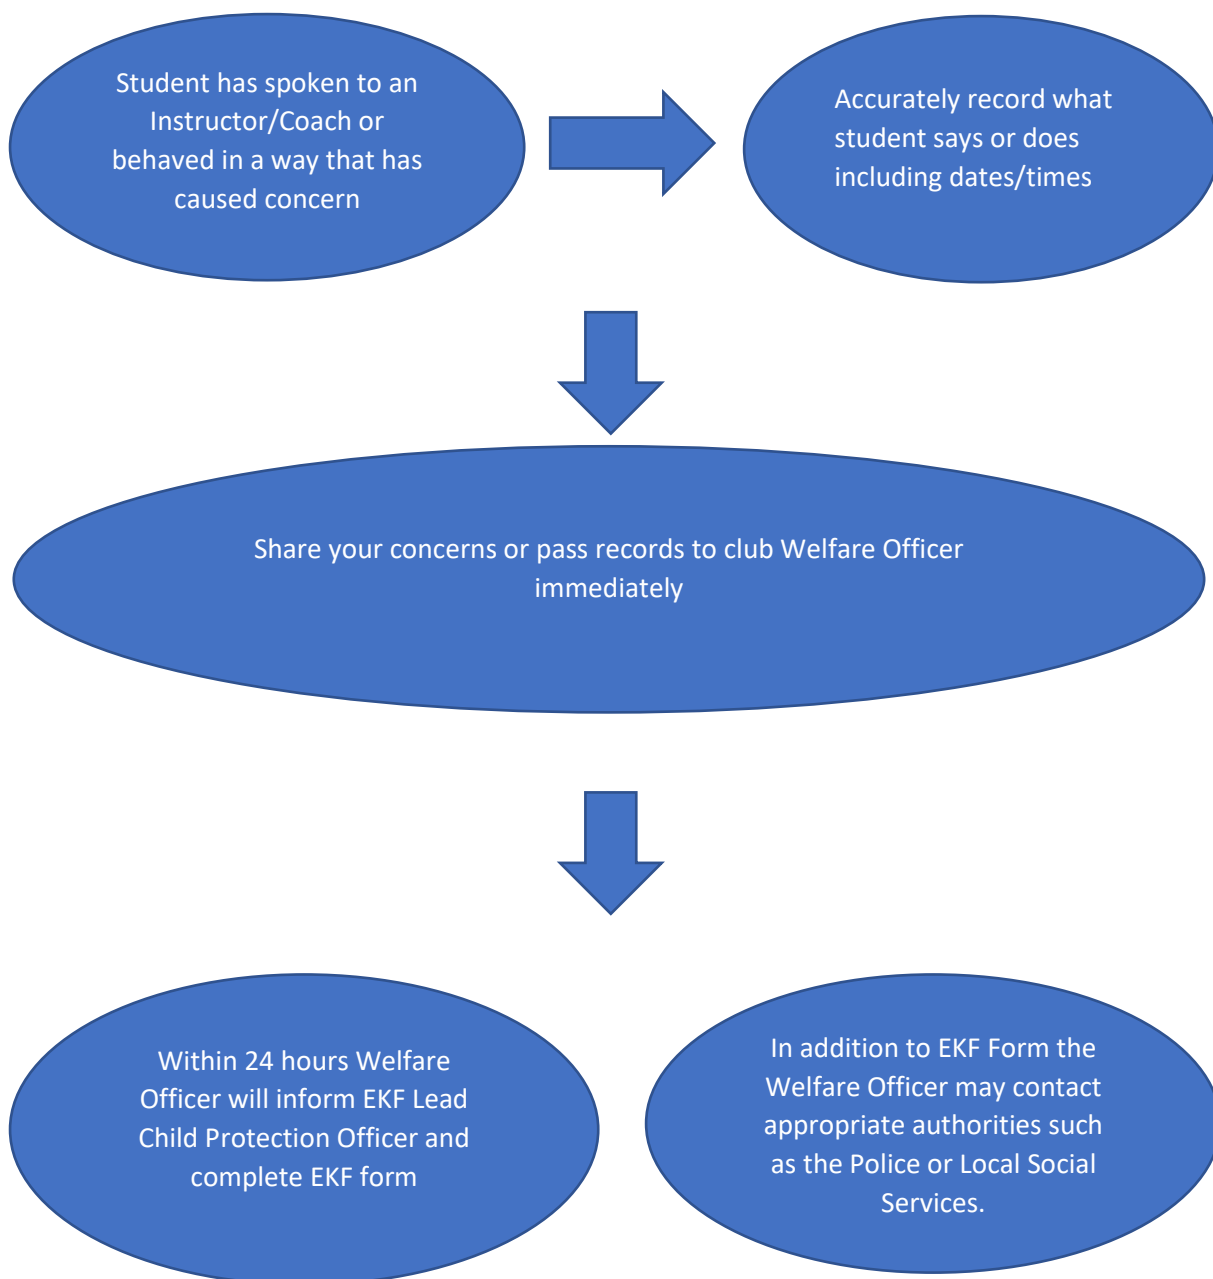 Student has spoken to an
Instructor/Coach or
behaved in a way that has
caused concern
Accurately record what
student says or does
including dates/times
Share your concerns or pass records to club Welfare Officer
immediately
Within 24 hours Welfare
Officer will inform EKF Lead
Child Protection Officer and
complete EKF form
In addition to EKF Form the
Welfare Officer may contact
appropriate authorities such
as the Police or Local Social
Services.